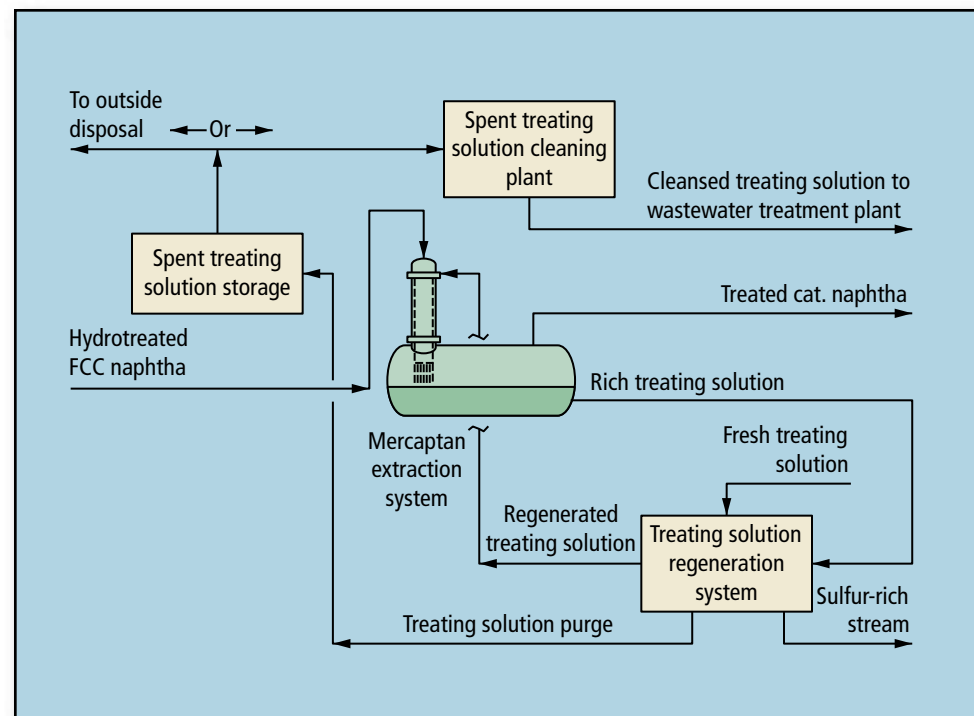 To outside
disposal
Or
Spent treating
solution cleaning
plant
Cleansed treating solution to
wastewater treatment plant
Spent treating
solution storage
Treated cat. naphtha
Hydrotreated
FCC naphtha
Rich treating solution
Mercaptan
extraction
system
Fresh treating
solution
Regenerated
treating solution
Treating solution
regeneration
system
Sulfur-rich
stream
Treating solution purge